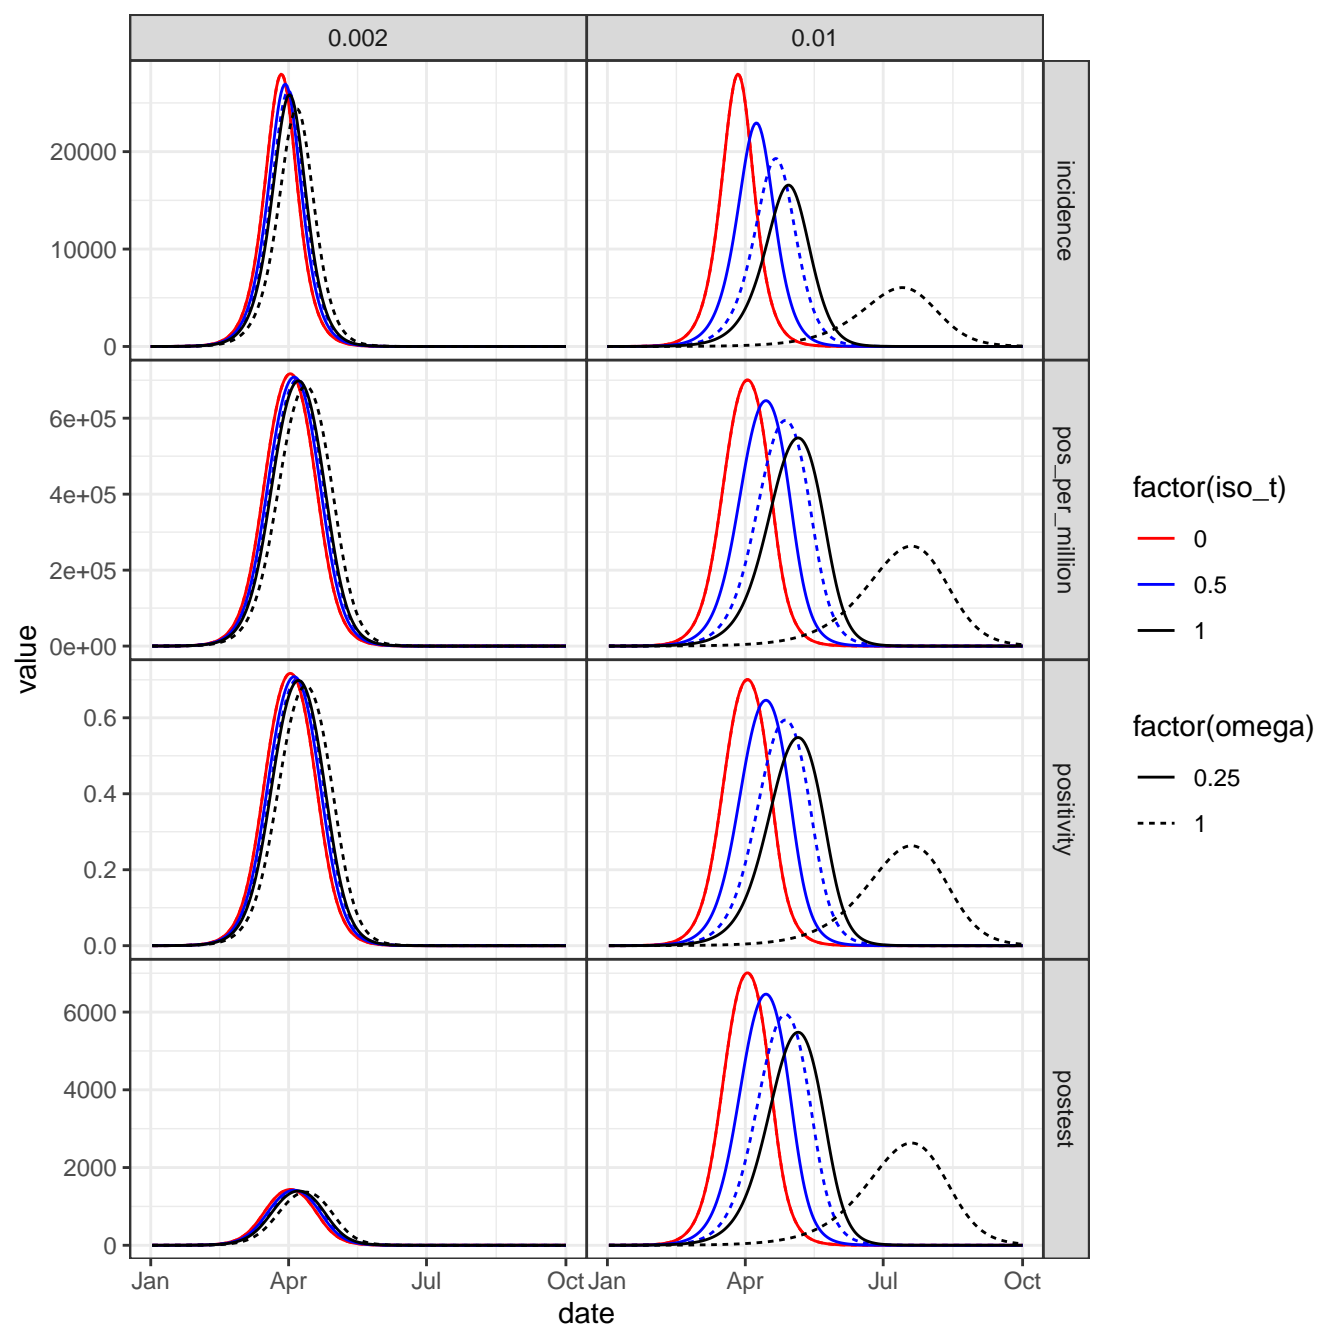 0.002
0.01
20000
10000
0
incidence
6e+05
4e+05
2e+05
0e+00
pos_per_million
0.6
0.4
0.2
0.0
positivity
6000
4000
2000
0
postest
Jan Apr Jul Oct
Jan Apr Jul Oct
date
value
factor(iso_t)
0
0.5
1
factor(omega)
0.25
1